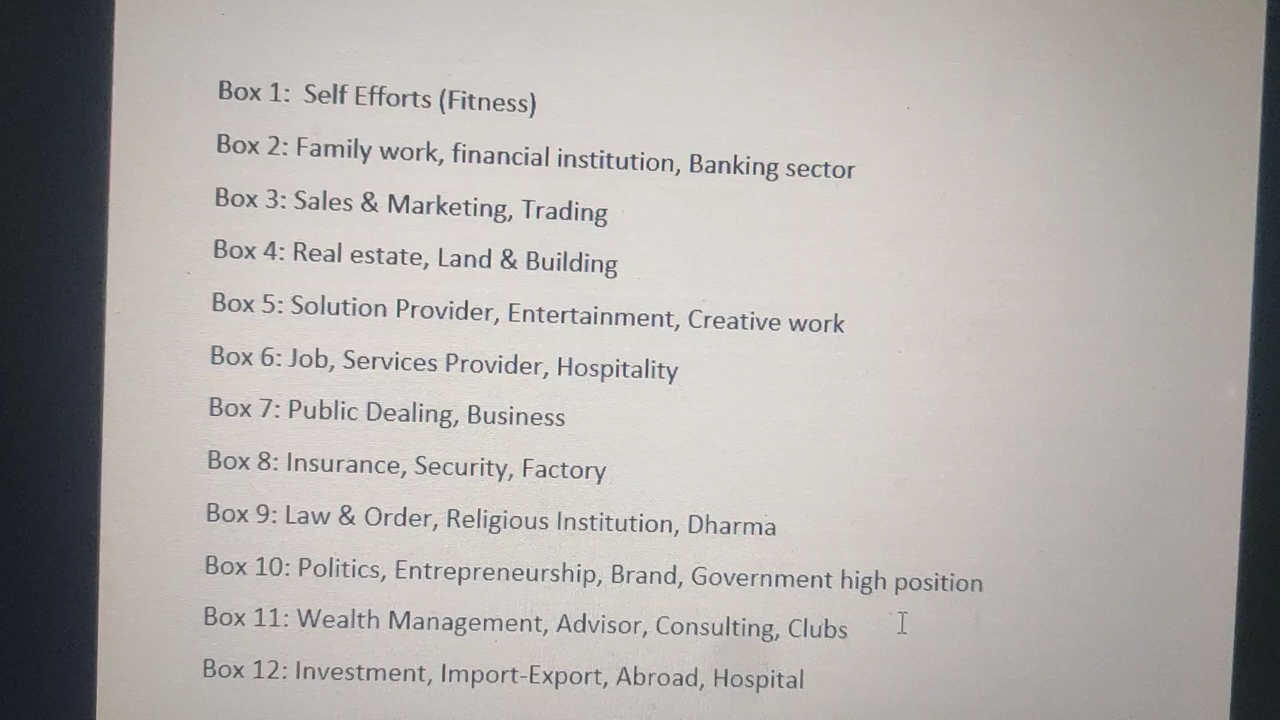 Box 1:  Self Efforts (Fitness)
Box 2: Family work, financial institution, Banking sector
Box 3: Sales & Marketing, Trading
Box 4: Real estate, Land & Building
Box 5: Solution Provider, Entertainment, Creative work
Box 6: Job, Services Provider, Hospitality
Box 7: Public Dealing, Business
Box 8: Insurance, Security, Factory
Box 9: Law & Order, Religious Institution, Dharma
Box 10: Politics, Entrepreneurship, Brand, Government high position
Box 11: Wealth Management, Advisor, Consulting, Clubs
Box 12: Investment, Import-Export, Abroad, Hospital